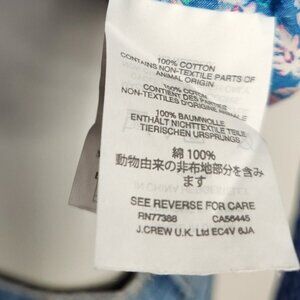 100% COTTON
CONTAINS NON-TEXTILE PARTS OF
ANIMAL ORIGIN
100% COTON
CONTIENT DES PARTIES
NON-TEXTILES D'ORIGINE ANIMALE
100% BAUMWOLLE
ENTHÄLT NICHTTEXTILE TEILE
TIERISCHEN URSPRUNGS
綿 100%
動物由来の非布地部分を含み
ます
SEE REVERSE FOR CARE
RN77388 CA56445
J.CREW U.K. Ltd EC4V 6JA